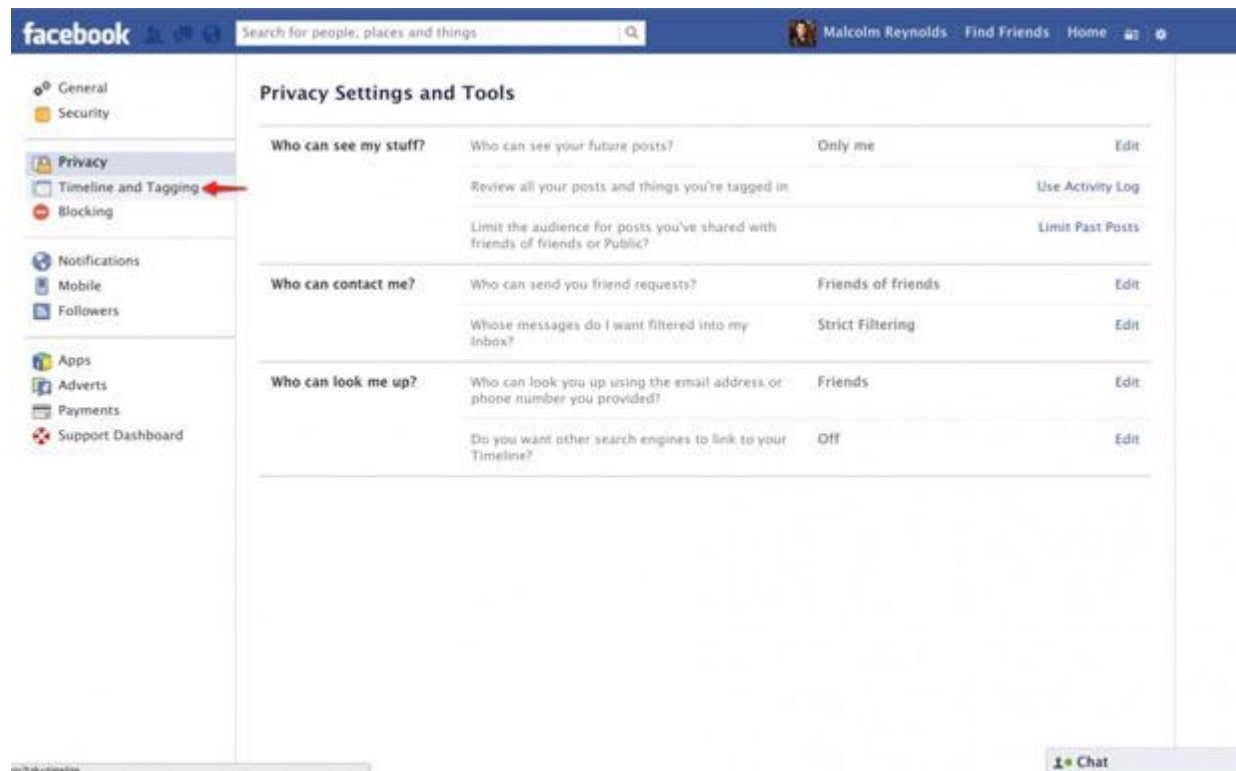 facebook
Search for people, places and things
Malcolm Reynolds Find Friends Home
General
Security
Privacy
Timeline and Tagging
Blocking
Notifications
Mobile
Followers
Apps
Adverts
Payments
Support Dashboard
Privacy Settings and Tools
Who can see my stuff? Who can see your future posts? Only me Edit
Review all your posts and things you're tagged in Use Activity Log
Limit the audience for posts you've shared with Limit Past Posts
friends of friends or Public?
Who can contact me? Who can send you friend requests? Friends of friends Edit
Whose messages do I want filtered into my Strict Filtering Edit
Inbox?
Who can look me up? Who can look you up using the email address or Friends Edit
phone number you provided?
Do you want other search engines to link to your Off Edit
Timeline?
Chat